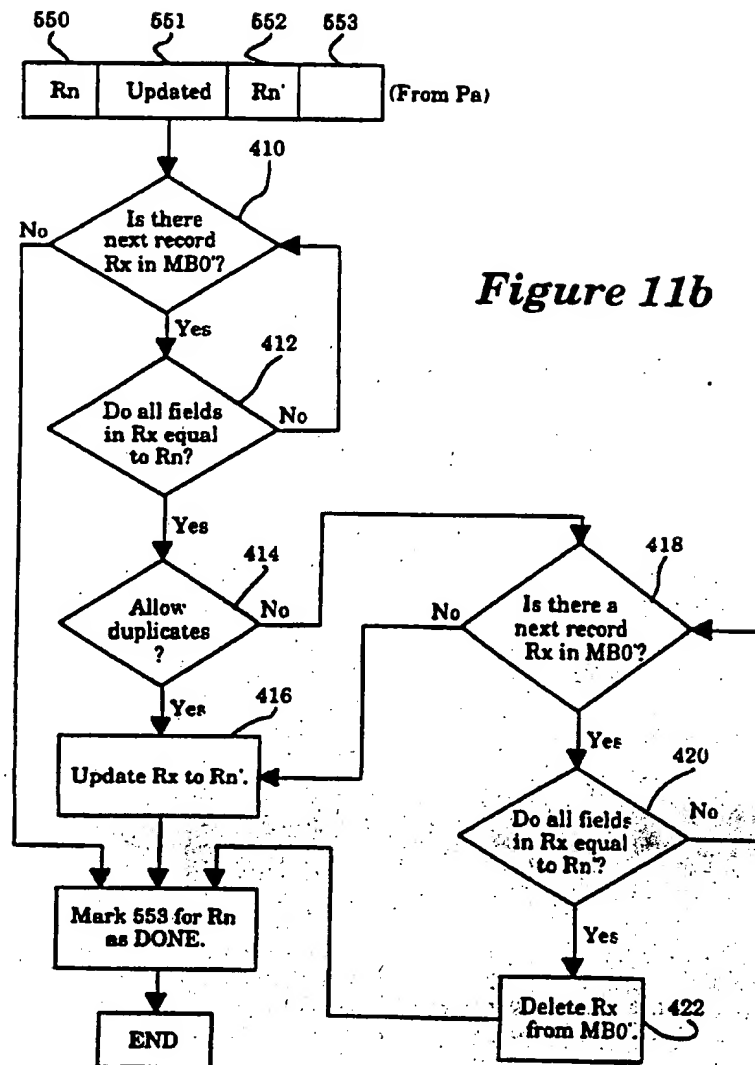 550
551
552
553
Rn
Updated
Rn'
(From Pa)
410
Is there
next record
Rx in MB0'?
No
Figure 11b
Yes
412
Do all fields
in Rx equal
to Rn?
No
Yes
414
Allow
duplicates
?
No
418
Is there a
next record
Rx in MB0'?
No
Yes
416
Update Rx to Rn'.
Yes
420
Do all fields
in Rx equal
to Rn'?
No
Mark 553 for Rn
as DONE.
Yes
Delete Rx
from MB0'.
422
END